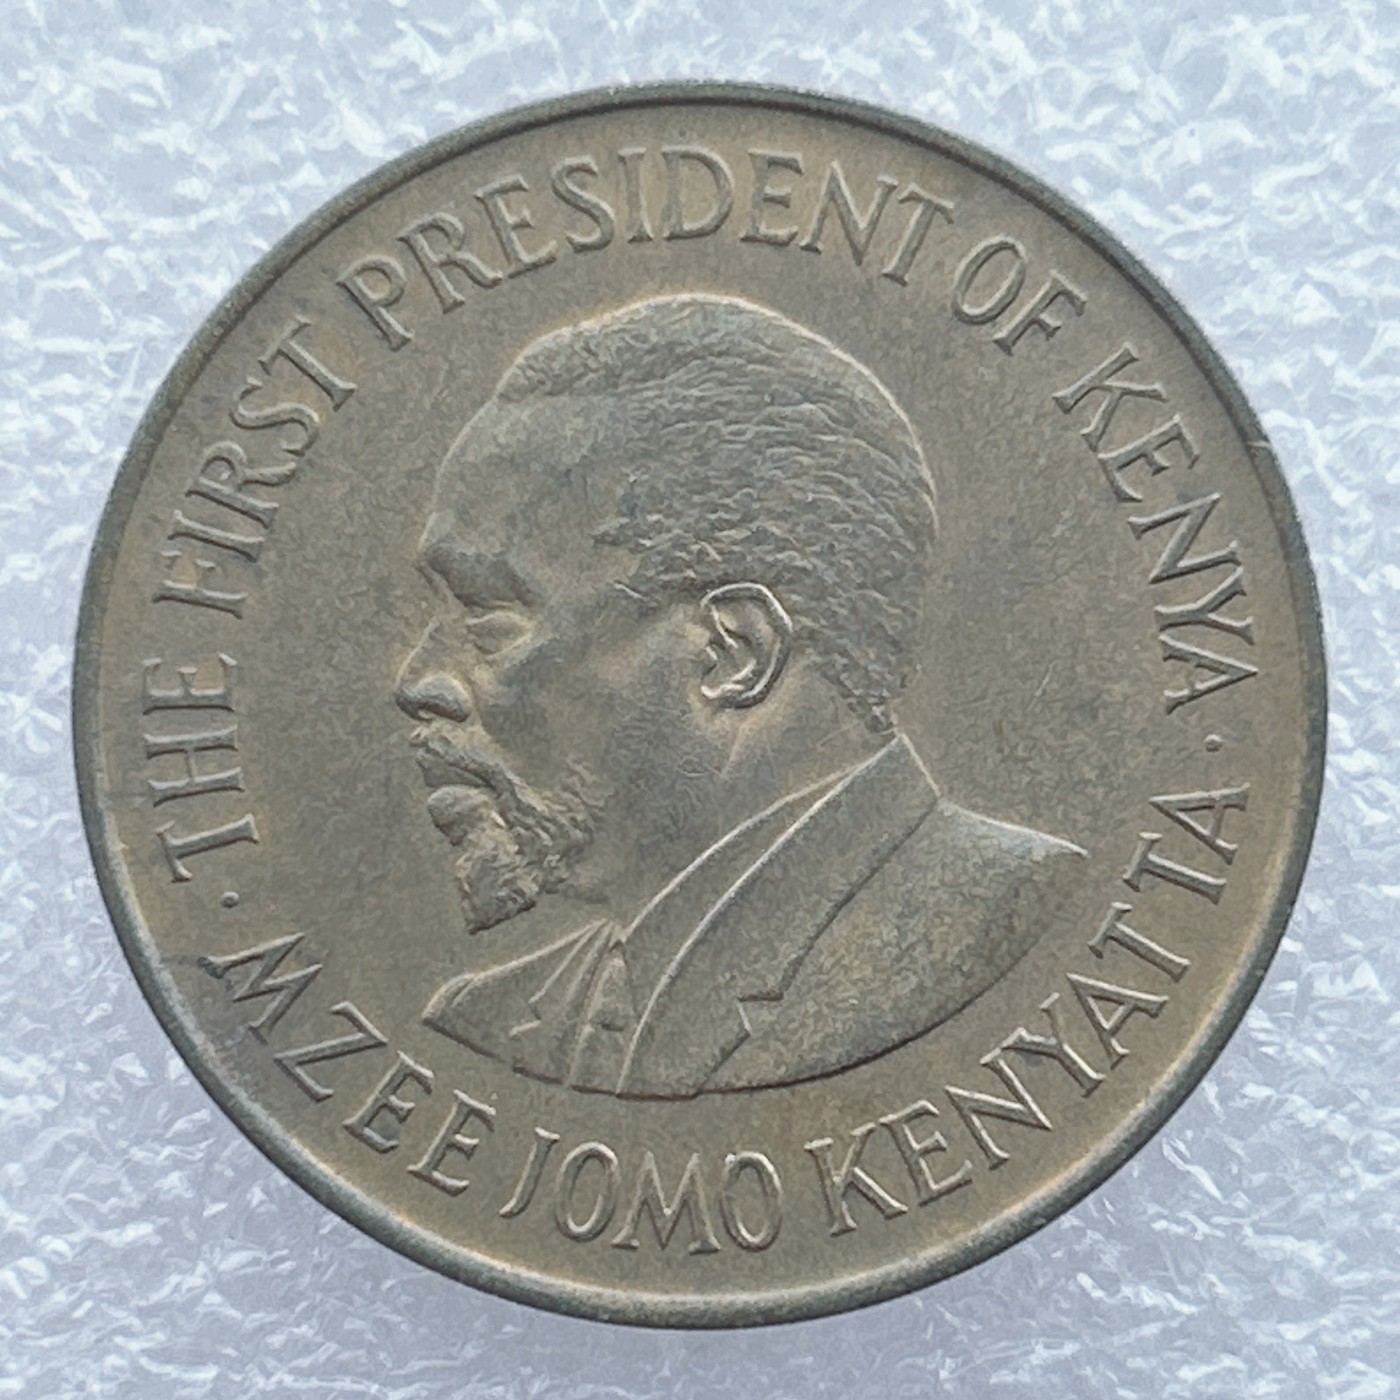 · THE FIRST PRESIDENT OF KENYA ·
MZEE JOMO KENYATTA